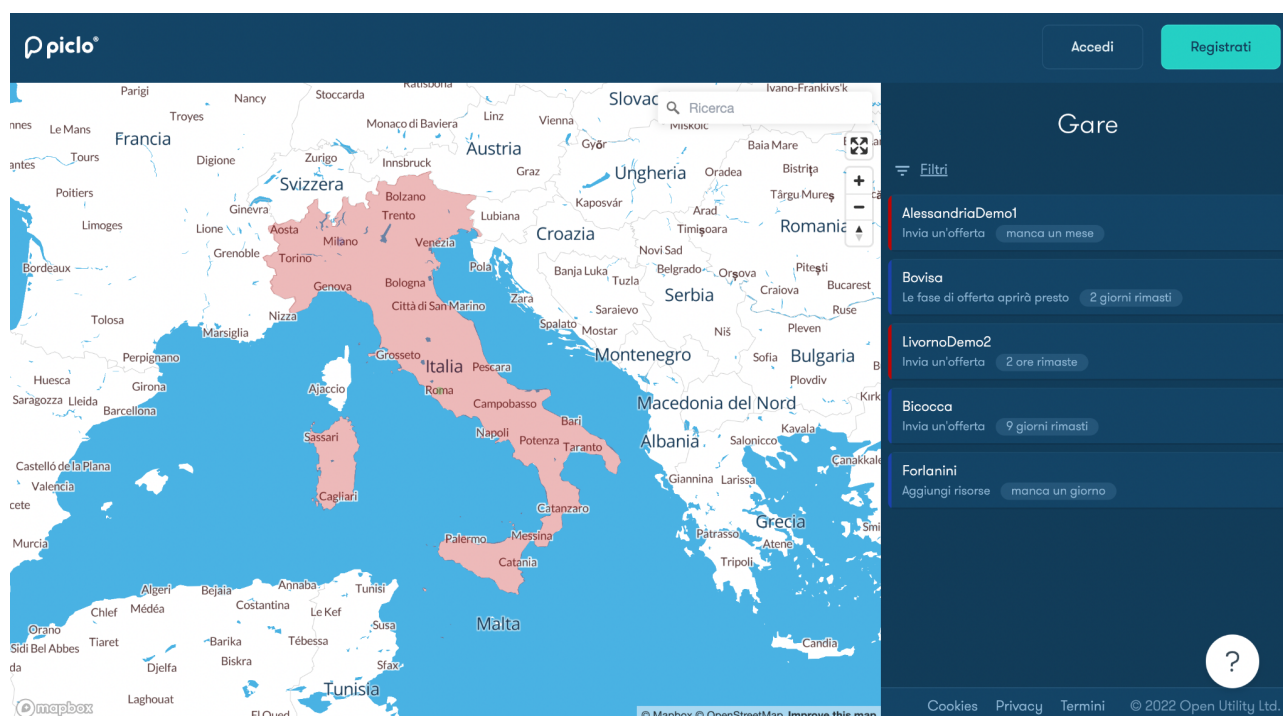 piclo®
Accedi
Registrati
Parigi
Nancy
Stoccarda
Slovac
Ricerca
Ivano-Frankivs'k
Troyes
Le Mans
Monaco di Baviera
Linz
Vienna
Miskolc
Francia
Austria
Győr
Baia Mare
Tours
Digione
Zurigo
Innsbruck
Graz
Ungheria
Oradea
Bistrița
Svizzera
Poitiers
Bolzano
Kaposvár
Târgu Mureș
Limoges
Ginevra
Trento
Lubiana
Arad
Lione
Aosta
Milano
Venezia
Croazia
Timișoara
Romania
Grenoble
Torino
Novi Sad
Bordeaux
Pola
Banja Luka
Tuzla
Belgrado
Orșova
Pitești
Genova
Bologna
Serbia
Craiova
Bucarest
Città di San Marino
Zara
Saraievo
Ruse
Nizza
Tolosa
Marsiglia
Spalato
Mostar
Niš
Pleven
Perpignano
Grosseto
Italia
Pescara
Montenegro
Sofia
Bulgaria
Huesca
Girona
Ajaccio
Roma
Plovdiv
Saragozza
Lleida
Barcellona
Campobasso
Macedonia del Nord
Kirk
Sassari
Napoli
Potenza
Bari
Taranto
Albania
Salonicco
Kavala
Castelló de la Plana
Çanakkale
Valencia
Cagliari
Giannina
Larissa
Catanzaro
Murcia
Palermo
Messina
Grecia
Patrasso
Atene
Catania
Tripoli
Algeri
Bejaia
Annaba
Tunisi
Chlef
Médéa
Costantina
Le Kef
Malta
Orano
Susa
Sidi Bel Abbes
Tiaret
Barika
Tébessa
Candia
Djelfa
Biskra
Sfax
Tunisia
Laghouat
mapbox
© Mapbox © OpenStreetMap Improve this map
Gare
Filtri
AlessandriaDemo1
Invia un'offerta manca un mese
Bovisa
Le fase di offerta aprirà presto 2 giorni rimasti
LivornoDemo2
Invia un'offerta 2 ore rimaste
Bicocca
Invia un'offerta 9 giorni rimasti
Forlanini
Aggiungi risorse manca un giorno
?
Cookies Privacy Termini © 2022 Open Utility Ltd.